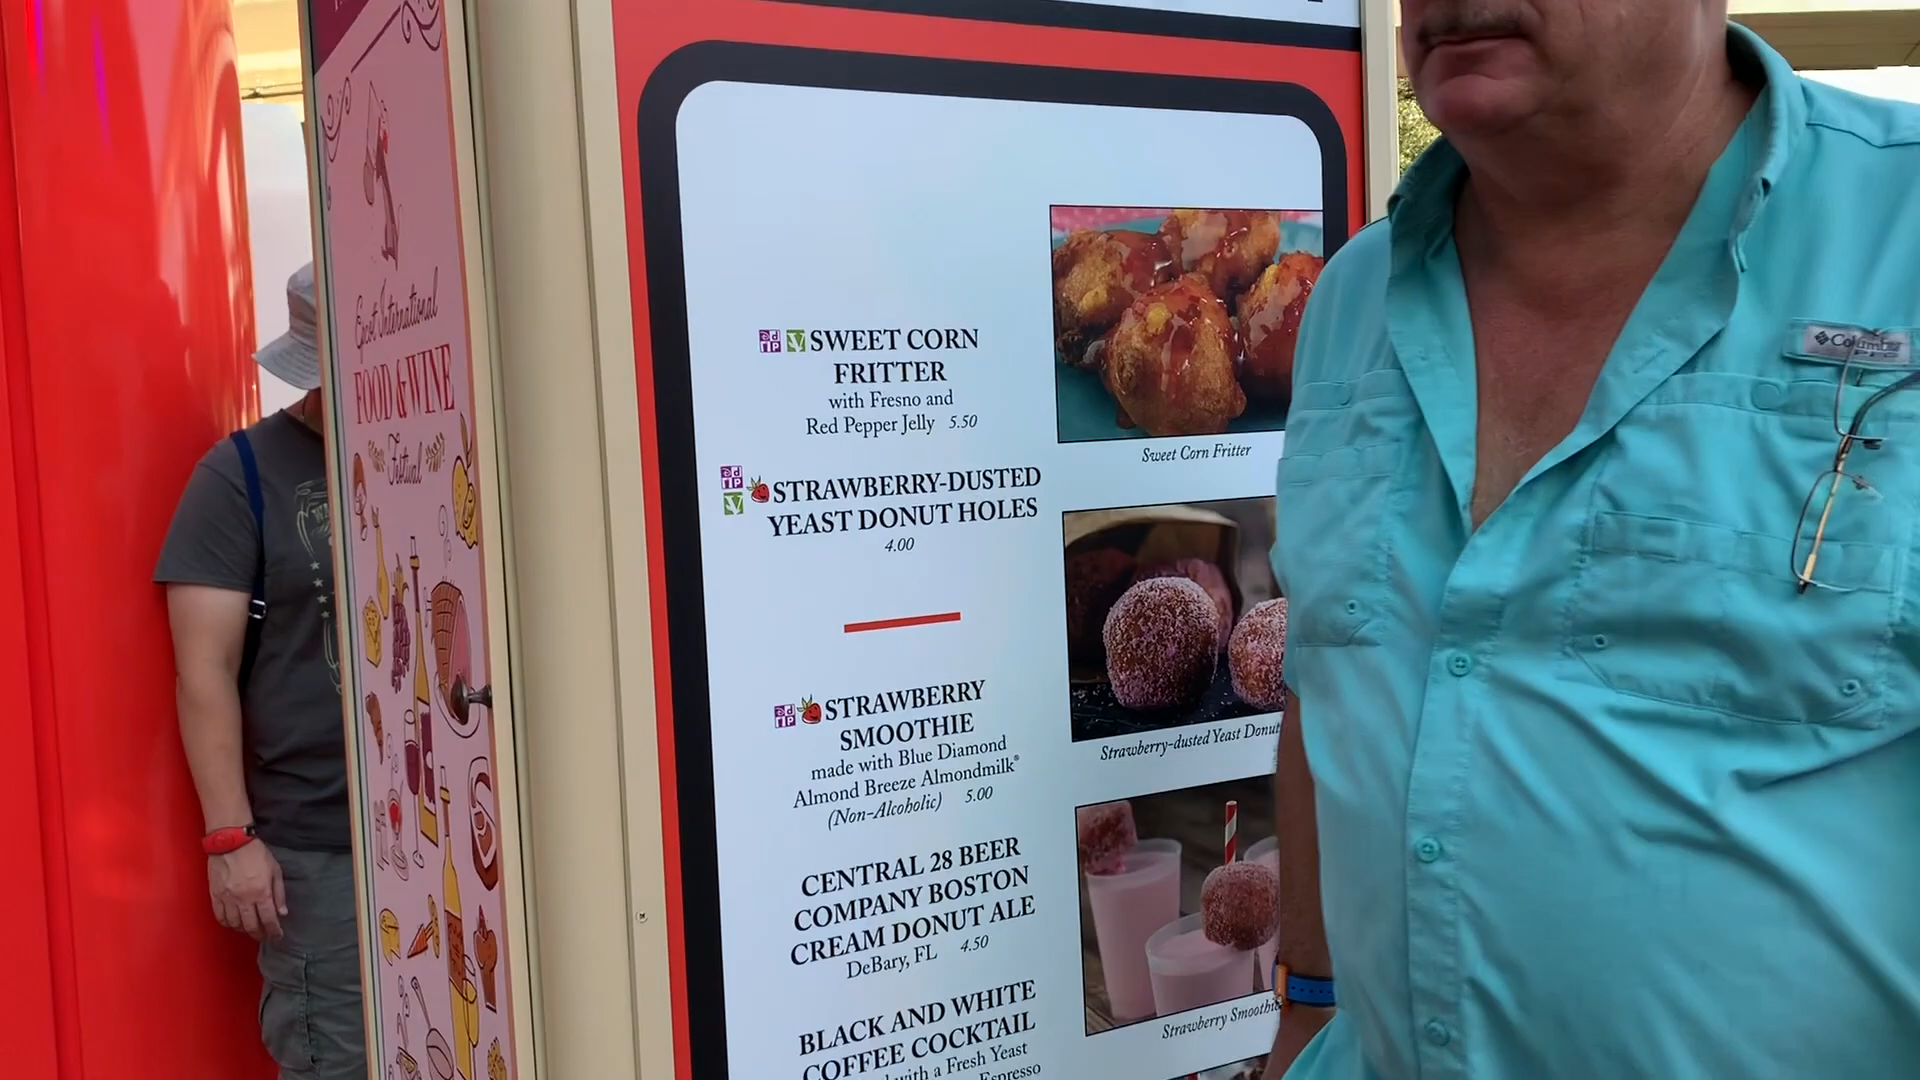 Epcot International
FOOD & WINE
Festival
SWEET CORN
FRITTER
with Fresno and
Red Pepper Jelly 5.50
Sweet Corn Fritter
STRAWBERRY-DUSTED
YEAST DONUT HOLES
4.00
Strawberry-dusted Yeast Donut
STRAWBERRY
SMOOTHIE
made with Blue Diamond
Almond Breeze Almondmilk®
(Non-Alcoholic) 5.00
CENTRAL 28 BEER
COMPANY BOSTON
CREAM DONUT ALE
DeBary, FL 4.50
Strawberry Smoothie
BLACK AND WHITE
COFFEE COCKTAIL
with a Fresh Yeast
Espresso
Columbia
PFG